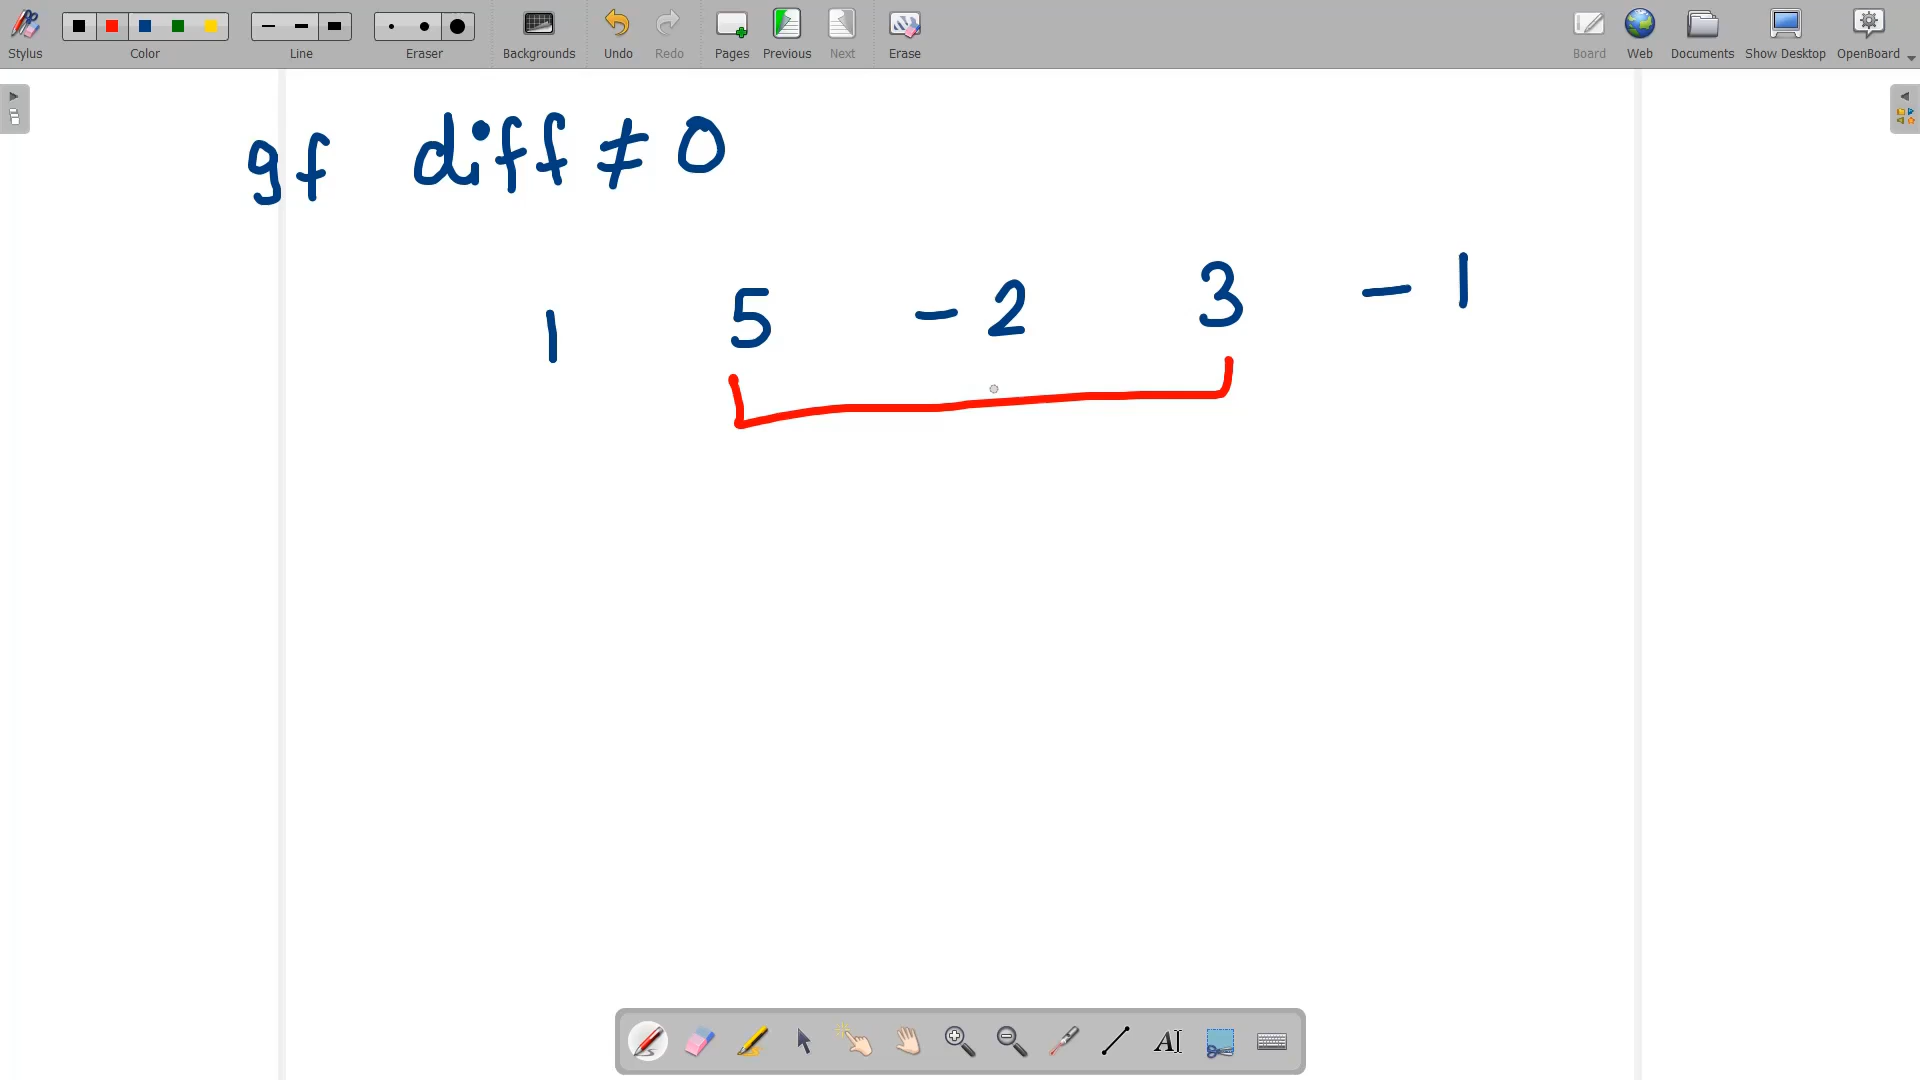 Stylus Color Line Eraser Backgrounds Undo Redo Pages Previous Next Erase Board Web Documents Show Desktop OpenBoard
gf diff ≠ 0
1 5 -2 3 -1